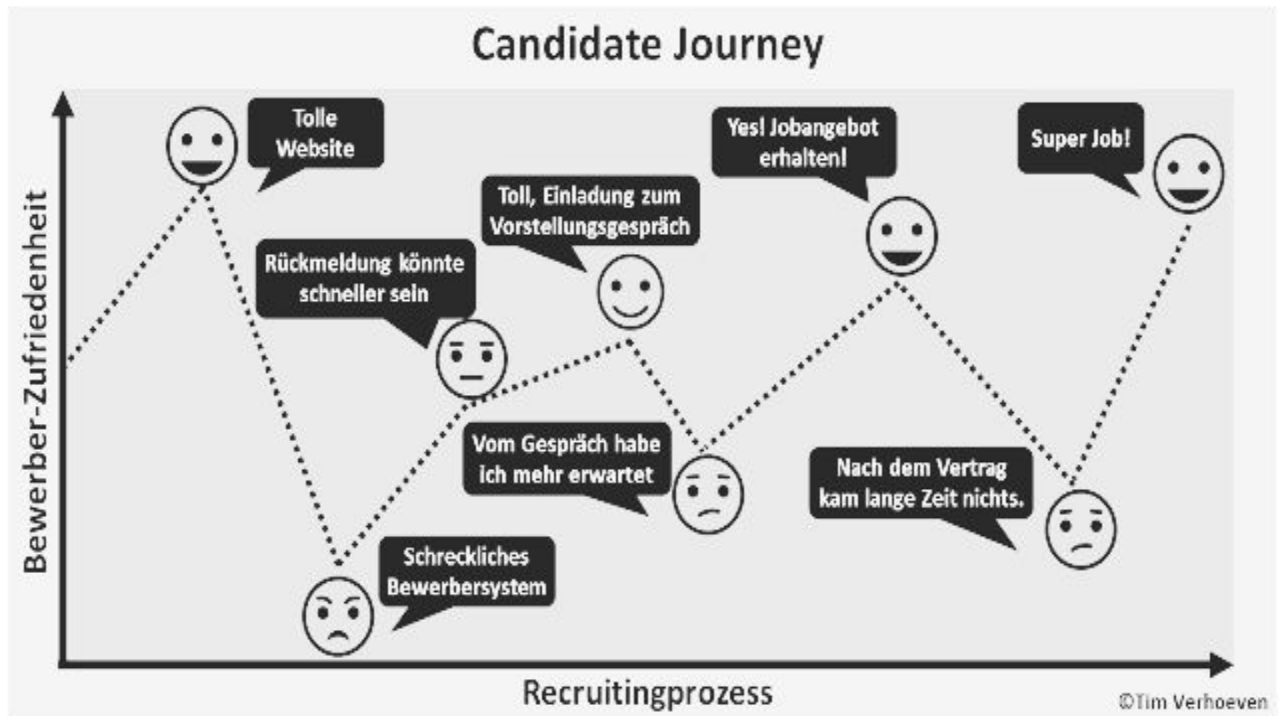 Candidate Journey
Bewerber-Zufriedenheit
Tolle
Website
Schreckliches
Bewerbersystem
Rückmeldung könnte
schneller sein
Toll, Einladung zum
Vorstellungsgespräch
Vom Gespräch habe
ich mehr erwartet
Yes! Jobangebot
erhalten!
Nach dem Vertrag
kam lange Zeit nichts.
Super Job!
Recruitingprozess
©Tim Verhoeven